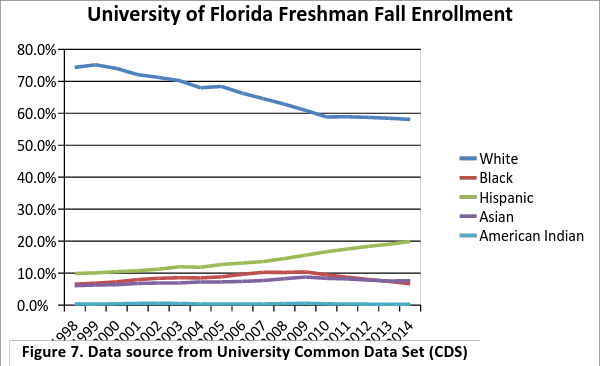 University of Florida Freshman Fall Enrollment
80.0%
70.0%
60.0%
50.0%
40.0%
30.0%
20.0%
10.0%
0.0%
White
Black
Hispanic
Asian
American Indian
1998 1999 2000 2001 2002 2003 2004 2005 2006 2007 2008 2009 2010 2011 2012 2013 2014
Figure 7. Data source from University Common Data Set (CDS)